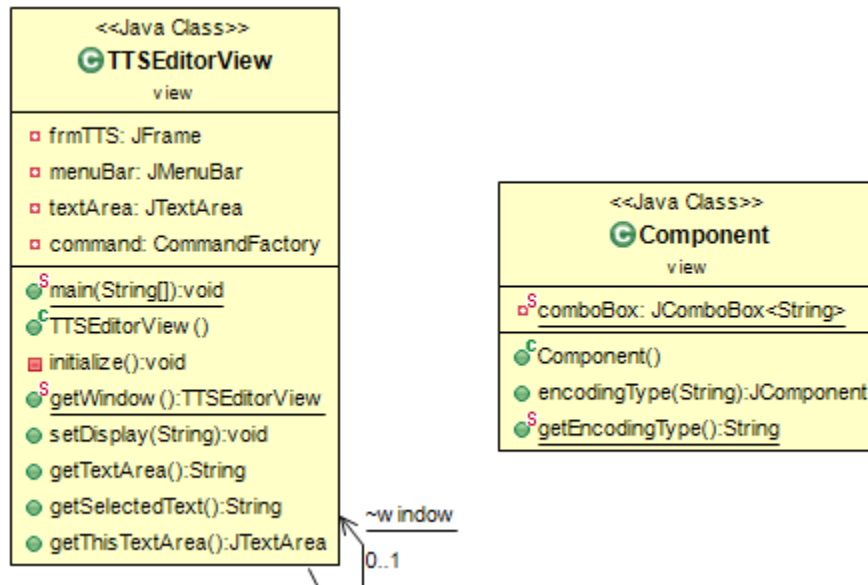 <<Java Class>>
TTSEditorView
view
frmTTS: JFrame
menuBar: JMenuBar
textArea: JTextArea
command: CommandFactory
main(String[]):void
TTSEditorView()
initialize():void
getWindow():TTSEditorView
setDisplay(String):void
getTextArea():String
getSelectedText():String
getThisTextArea():JTextArea
~window
0..1
<<Java Class>>
Component
view
comboBox: JComboBox<String>
Component()
encodingType(String):JComponent
getEncodingType():String